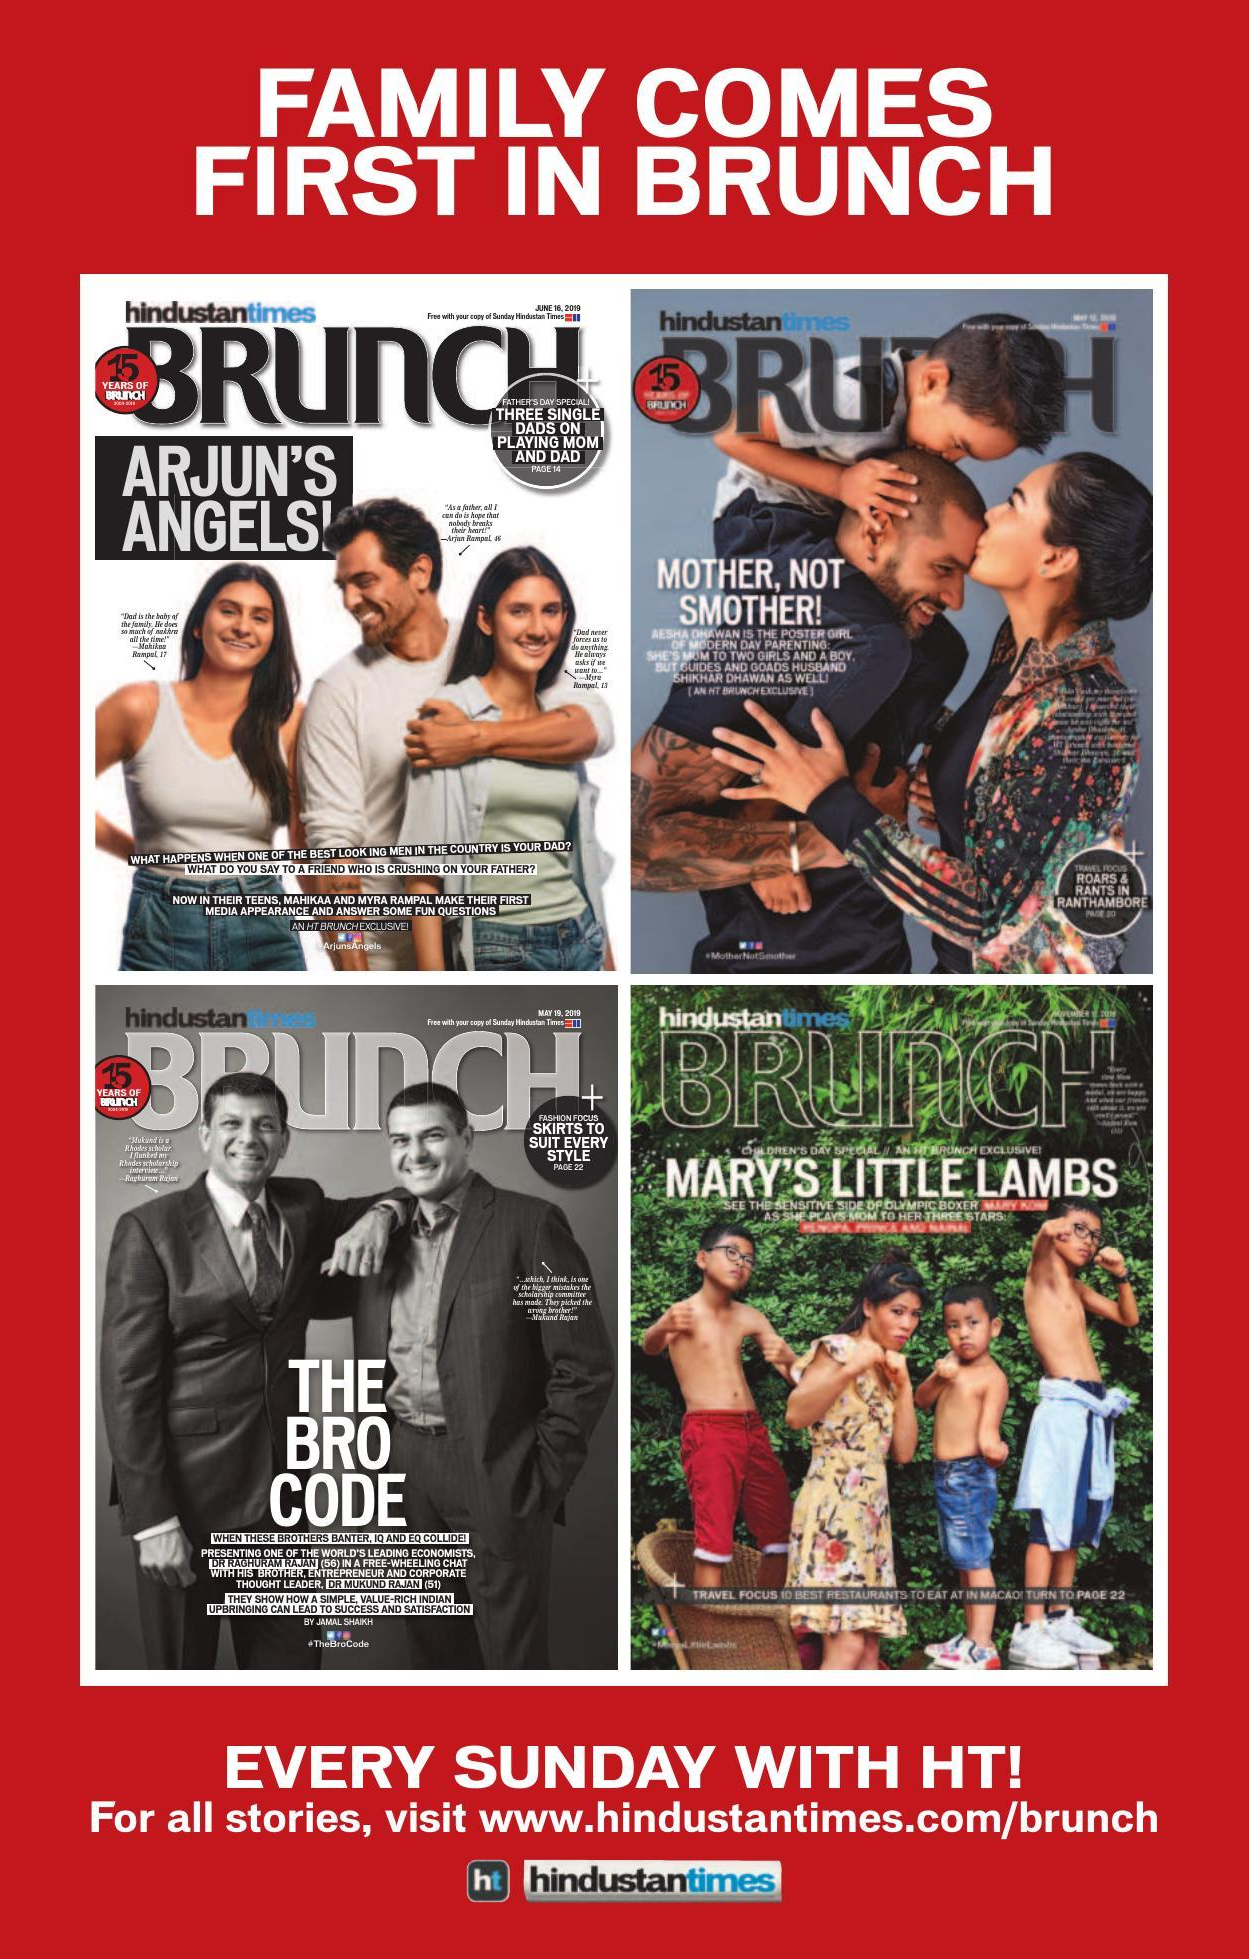 FAMILY COMES
FIRST IN BRUNCH
hindustantimes
JUNE 16, 2019
Free with your copy of Sunday Hindustan Times
BRUNCH
15
YEARS OF
BRUNCH
2004-2019
FATHER'S DAY SPECIAL!
THREE SINGLE
DADS ON
PLAYING MOM
AND DAD
PAGE 14
ARJUN'S
ANGELS!
"As a father, all I
can do is hope that
nobody breaks
their heart!"
—Arjun Rampal, 46
"Dad is the baby of
the family. He does
so much of nakhra
all the time!"
—Mahikaa
Rampal, 17
"Dad never
forces us to
do anything.
He always
asks if we
want to..."
—Myra
Rampal, 13
WHAT HAPPENS WHEN ONE OF THE BEST LOOK ING MEN IN THE COUNTRY IS YOUR DAD?
WHAT DO YOU SAY TO A FRIEND WHO IS CRUSHING ON YOUR FATHER?
NOW IN THEIR TEENS, MAHIKAA AND MYRA RAMPAL MAKE THEIR FIRST
MEDIA APPEARANCE AND ANSWER SOME FUN QUESTIONS
AN HT BRUNCH EXCLUSIVE!
#ArjunsAngels
hindustantimes
MAY 12, 2019
Free with your copy of Sunday Hindustan Times
BRUNCH
15
YEARS OF
BRUNCH
MOTHER, NOT
SMOTHER!
AESHA DHAWAN IS THE POSTER GIRL
OF MODERN DAY PARENTING:
SHE'S MUM TO TWO GIRLS AND A BOY,
BUT GUIDES AND GOADS HUSBAND
SHIKHAR DHAWAN AS WELL!
[ AN HT BRUNCH EXCLUSIVE ]
TRAVEL FOCUS
ROARS &
RANTS IN
RANTHAMBORE
PAGE 20
#MotherNotSmother
hindustantimes
MAY 19, 2019
Free with your copy of Sunday Hindustan Times
BRUNCH
15
YEARS OF
BRUNCH
2004-2019
FASHION FOCUS
SKIRTS TO
SUIT EVERY
STYLE
PAGE 22
"Mukund is a
Rhodes scholar.
I flunked my
Rhodes scholarship
interview..."
—Raghuram Rajan
"...which, I think, is one
of the bigger mistakes the
scholarship committee
has made. They picked the
wrong brother!"
—Mukund Rajan
THE
BRO
CODE
WHEN THESE BROTHERS BANTER, IQ AND EQ COLLIDE!
PRESENTING ONE OF THE WORLD'S LEADING ECONOMISTS,
DR RAGHURAM RAJAN (56) IN A FREE-WHEELING CHAT
WITH HIS BROTHER, ENTREPRENEUR AND CORPORATE
THOUGHT LEADER, DR MUKUND RAJAN (51)
THEY SHOW HOW A SIMPLE, VALUE-RICH INDIAN
UPBRINGING CAN LEAD TO SUCCESS AND SATISFACTION
BY JAMAL SHAIKH
#TheBroCode
hindustantimes
NOVEMBER 11, 2018
BRUNCH
CHILDREN'S DAY SPECIAL // AN HT BRUNCH EXCLUSIVE!
MARY'S LITTLE LAMBS
SEE THE SENSITIVE SIDE OF OLYMPIC BOXER MARY KOM
AS SHE PLAYS MOM TO HER THREE STARS:
TRAVEL FOCUS 10 BEST RESTAURANTS TO EAT AT IN MACAO! TURN TO PAGE 22
#MarysLittleLambs
EVERY SUNDAY WITH HT!
For all stories, visit www.hindustantimes.com/brunch
ht hindustantimes